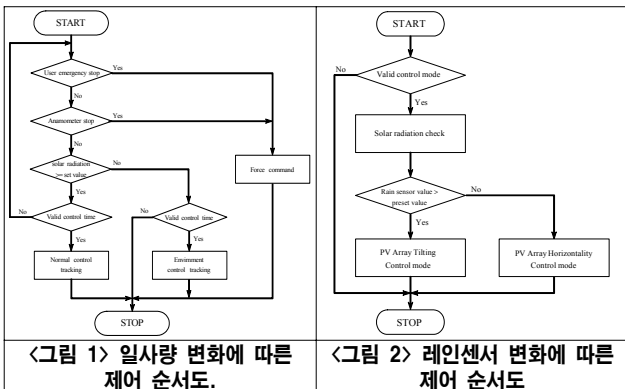 START
User emergency stop
Yes
No
Anamometer stop
Yes
No
solar radiation
>= set value
No
Yes
Force command
No
Valid control time
No
Valid control time
Yes
Yes
Normal control
tracking
Envirnment
control tracking
STOP
<그림 1> 일사량 변화에 따른
제어 순서도.
START
No
Valid control mode
Yes
Solar radiation check
Rain sensor value >
preset value
No
Yes
PV Array Tilting
Control mode
PV Array Horizontality
Control mode
STOP
<그림 2> 레인센서 변화에 따른
제어 순서도